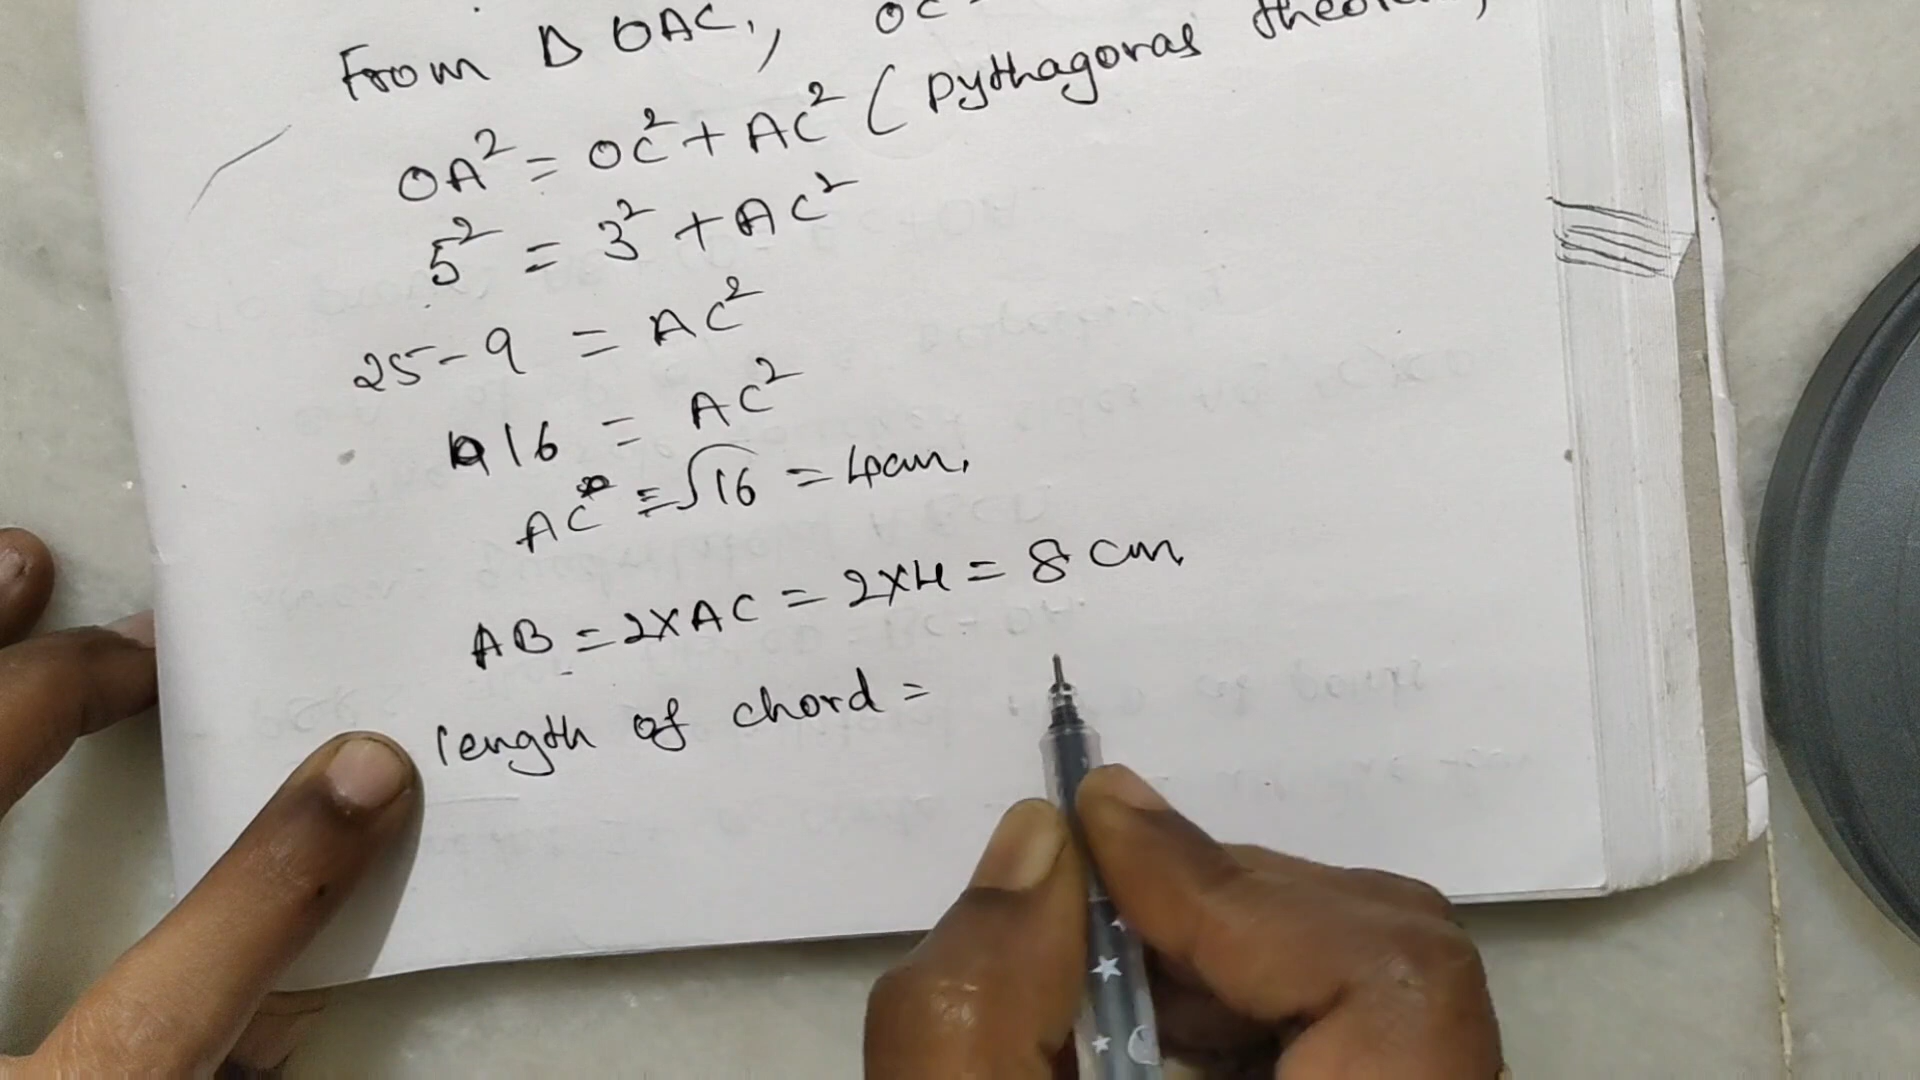 From Δ OAC, OC
OA² = OC² + AC² (pythagoras
5² = 3² + AC²
25 - 9 = AC²
16 = AC²
AC = √16 = 4cm.
AB = 2×AC = 2×4 = 8 cm.
length of chord =